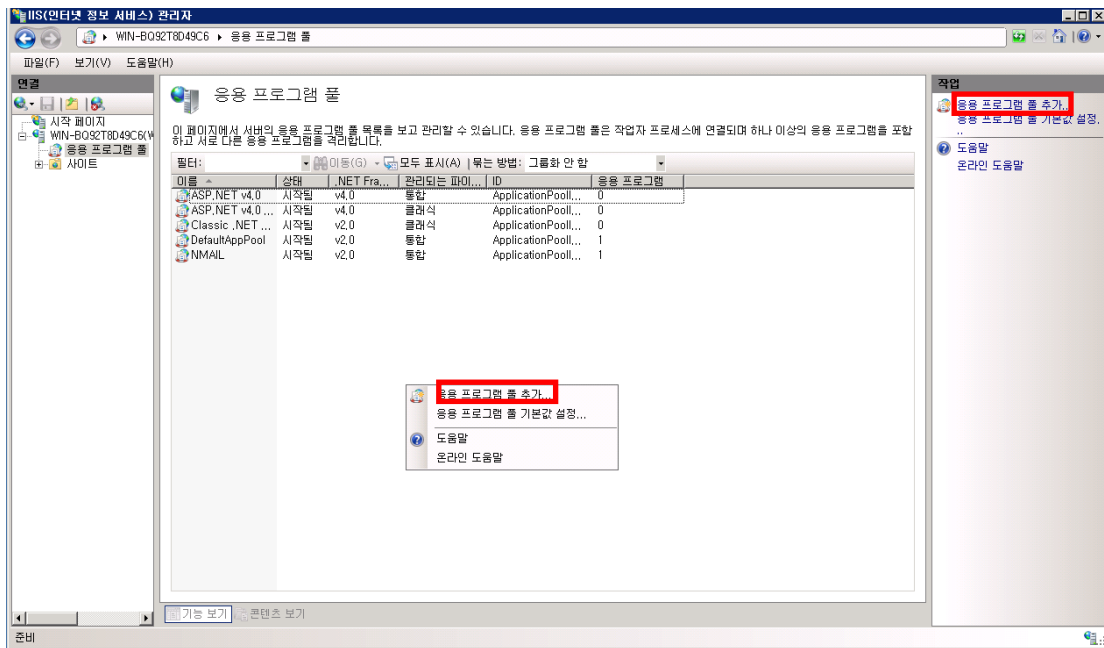 IIS(인터넷 정보 서비스) 관리자
WIN-BQ92T8D49C6 ▸ 응용 프로그램 풀
파일(F) 보기(V) 도움말(H)
연결
시작 페이지
WIN-BQ92T8D49C6(W
응용 프로그램 풀
사이트
응용 프로그램 풀
이 페이지에서 서버의 응용 프로그램 풀 목록을 보고 관리할 수 있습니다. 응용 프로그램 풀은 작업자 프로세스에 연결되며 하나 이상의 응용 프로그램을 포함
하고 서로 다른 응용 프로그램을 격리합니다.
필터: 이동(G) 모두 표시(A) 묶는 방법: 그룹화 안 함
이름 상태 .NET Fra... 관리되는 파이... ID 응용 프로그램
ASP.NET v4.0 시작됨 v4.0 통합 ApplicationPoolI... 0
ASP.NET v4.0 ... 시작됨 v4.0 클래식 ApplicationPoolI... 0
Classic .NET ... 시작됨 v2.0 클래식 ApplicationPoolI... 0
DefaultAppPool 시작됨 v2.0 통합 ApplicationPoolI... 1
NMAIL 시작됨 v2.0 통합 ApplicationPoolI... 1
응용 프로그램 풀 추가...
응용 프로그램 풀 기본값 설정...
도움말
온라인 도움말
기능 보기 콘텐츠 보기
작업
응용 프로그램 풀 추가...
응용 프로그램 풀 기본값 설정.
..
도움말
온라인 도움말
준비